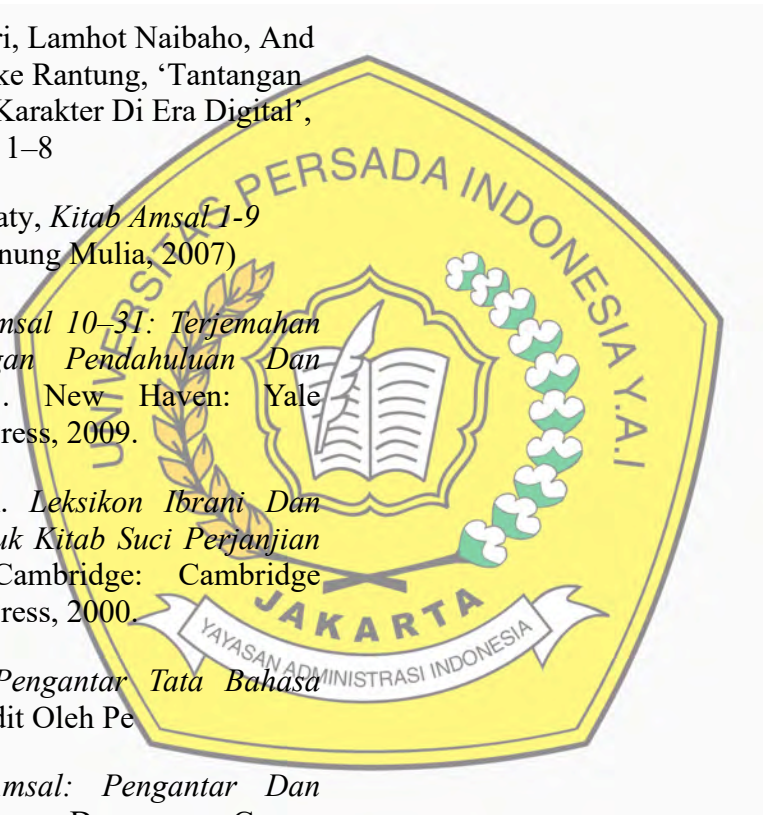 ri, Lamhot Naibaho, And
ke Rantung, ‘Tantangan
Karakter Di Era Digital’,
1–8
aty, Kitab Amsal 1-9
nung Mulia, 2007)
msal 10–31: Terjemahan
gan Pendahuluan Dan
. New Haven: Yale
ress, 2009.
. Leksikon Ibrani Dan
uk Kitab Suci Perjanjian
Cambridge: Cambridge
ress, 2000.
Pengantar Tata Bahasa
dit Oleh Pe
msal: Pengantar Dan
UNIVERSITAS PERSADA INDONESIA Y.A.I
JAKARTA
YAYASAN ADMINISTRASI INDONESIA